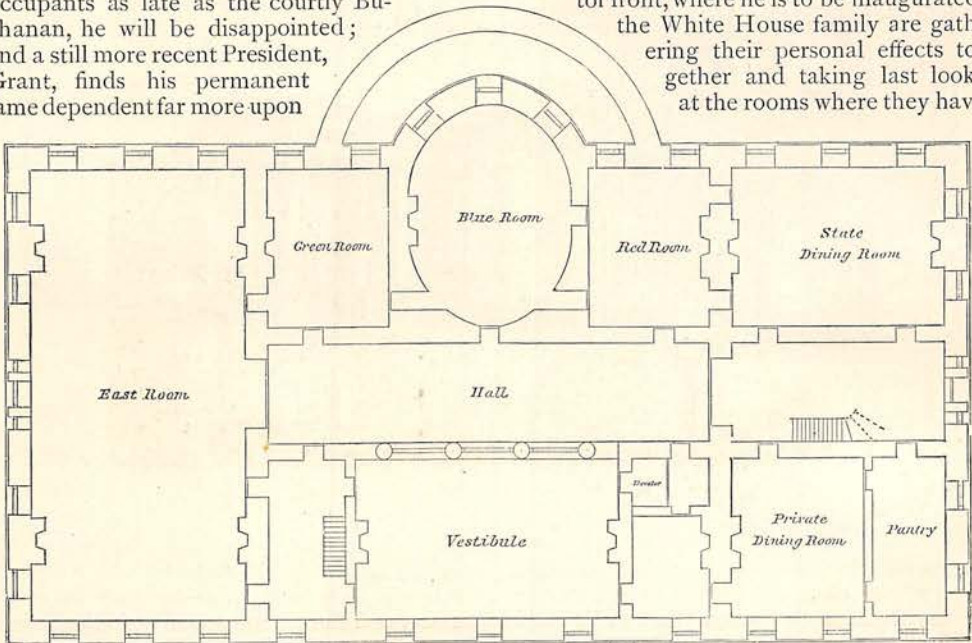 occupants as late as the courtly Bu-
hanan, he will be disappointed;
nd a still more recent President,
Grant, finds his permanent
ame dependent far more upon
tol front, where he is to be inaugurated
the White House family are gath
ering their personal effects to
gether and taking last look
at the rooms where they hav
Blue Room
Green Room
Red Room
State
Dining Room
East Room
Hall
Elevator
Vestibule
Private
Dining Room
Pantry